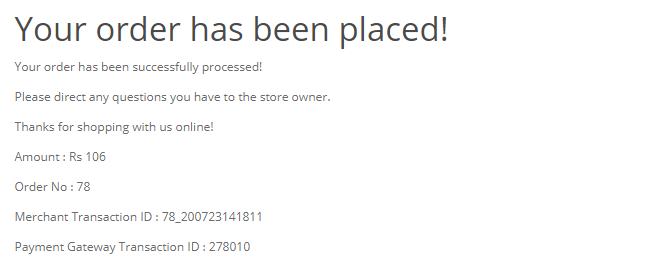 Your order has been placed!
Your order has been successfully processed!
Please direct any questions you have to the store owner.
Thanks for shopping with us online!
Amount : Rs 106
Order No : 78
Merchant Transaction ID : 78_200723141811
Payment Gateway Transaction ID : 278010